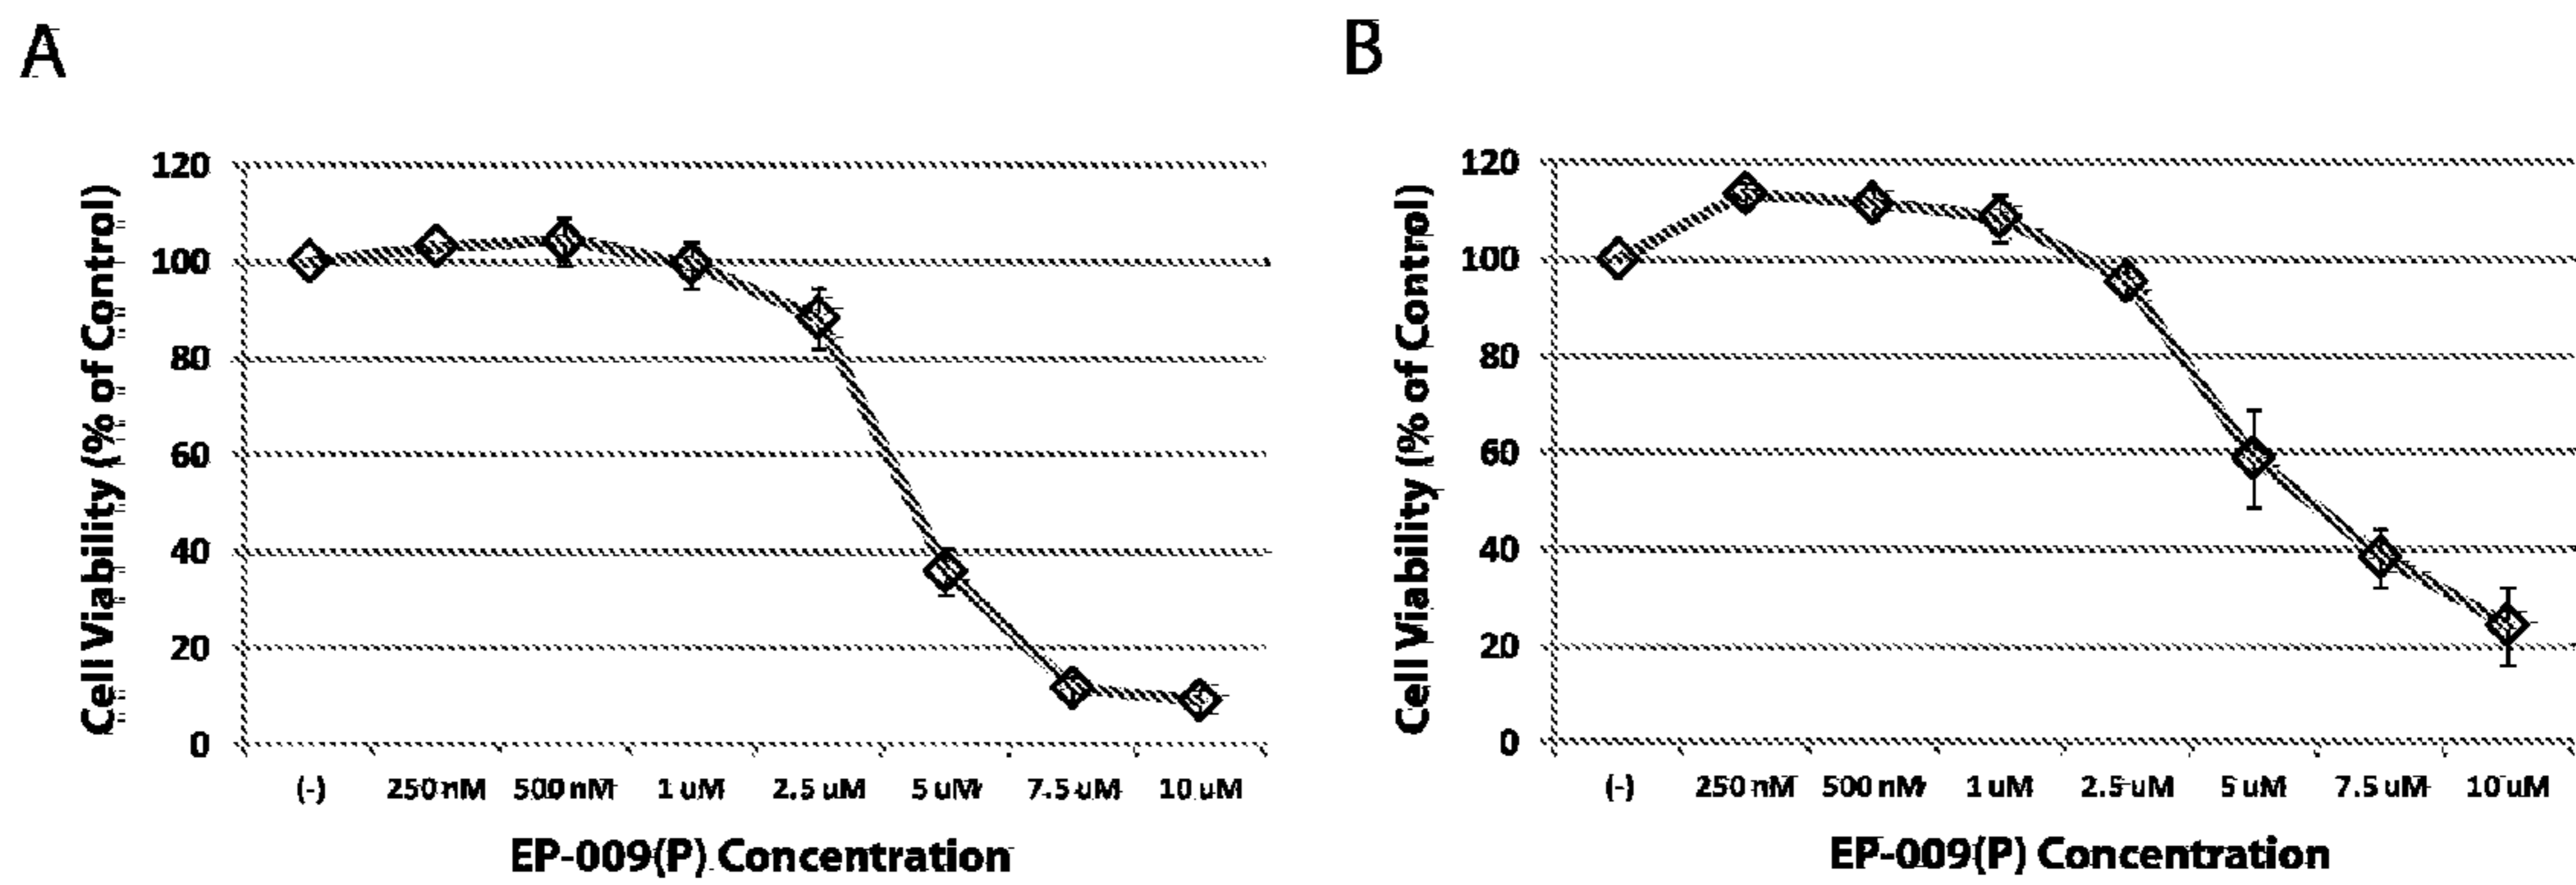 A
B
120
100
80
60
40
20
0
Cell Viability (% of Control)
(-) 250 nM 500 nM 1 uM 2.5 uM 5 uM 7.5 uM 10 uM
EP-009(P) Concentration
120
100
80
60
40
20
0
Cell Viability (% of Control)
(-) 250 nM 500 nM 1 uM 2.5 uM 5 uM 7.5 uM 10 uM
EP-009(P) Concentration